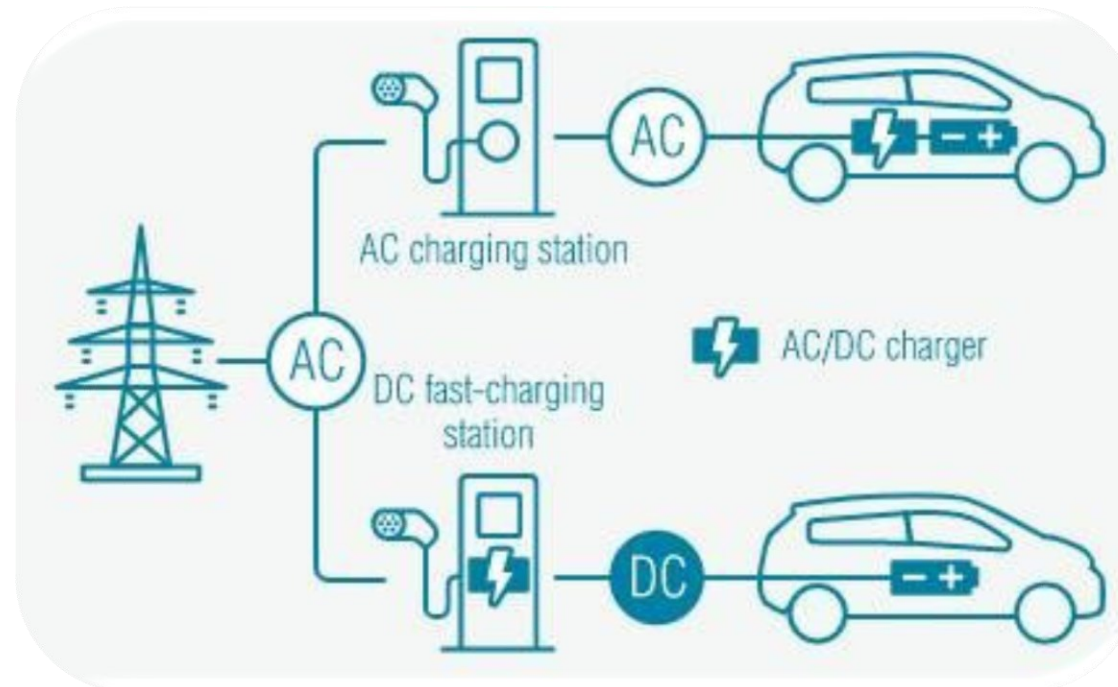 AC
AC charging station
AC
AC/DC charger
DC fast-charging
station
DC